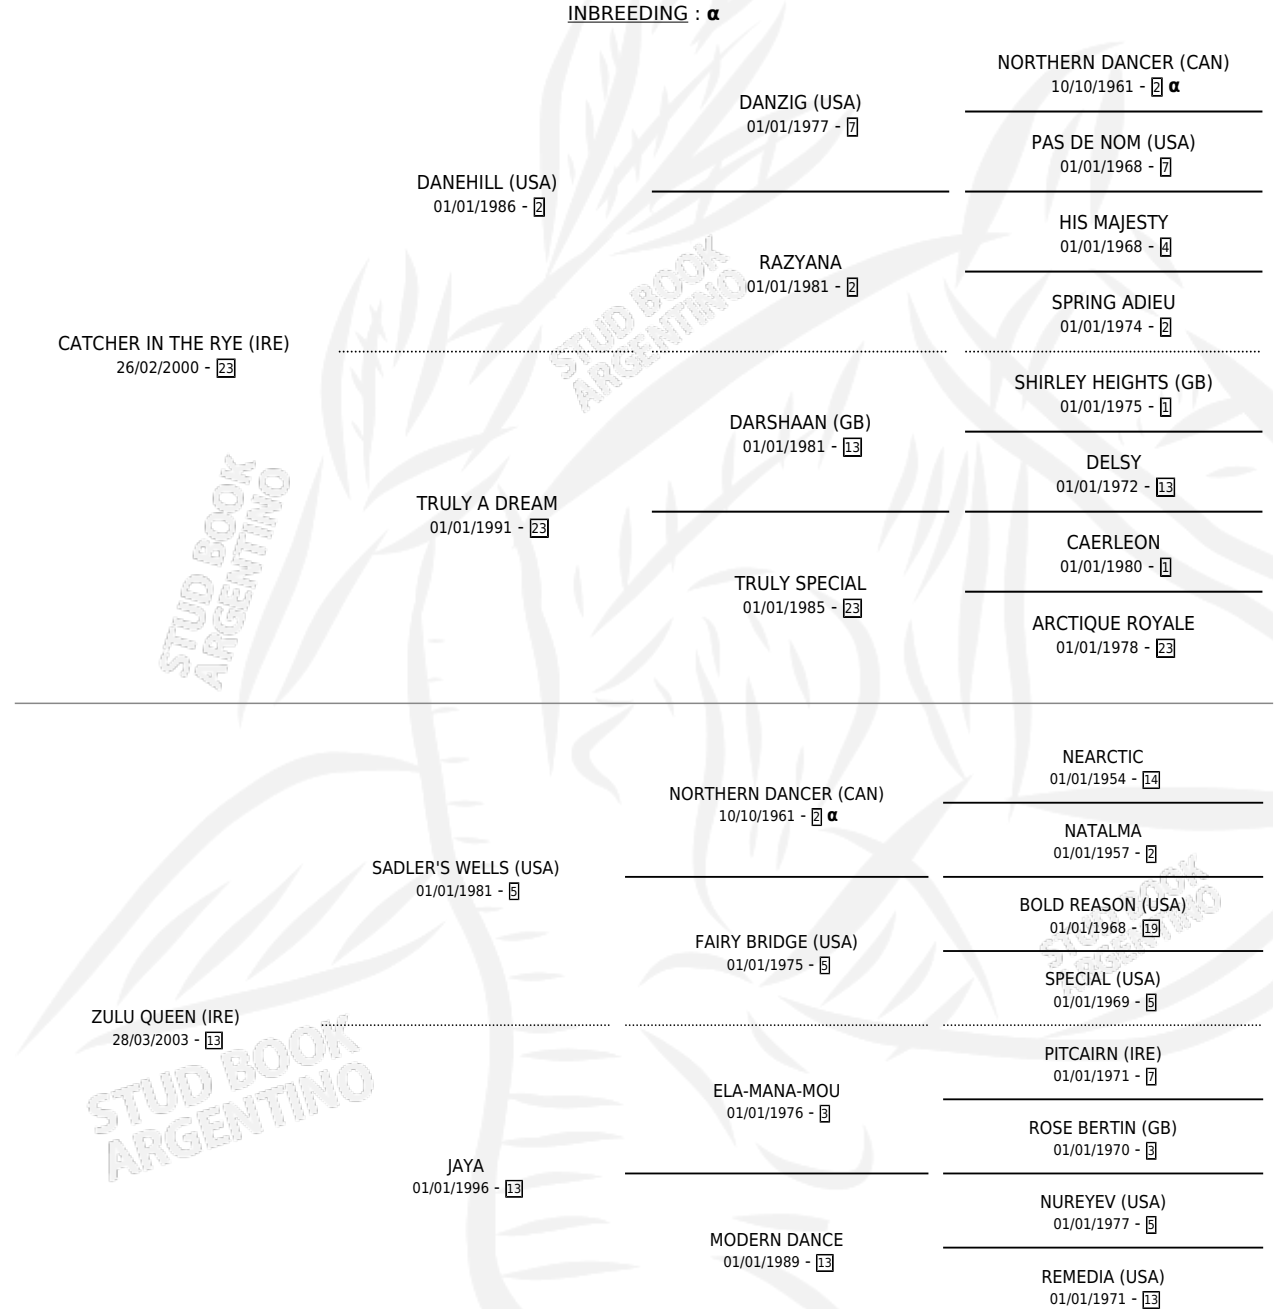 INBREEDING : α
NORTHERN DANCER (CAN)
10/10/1961 - 2 α
DANZIG (USA)
01/01/1977 - 7
PAS DE NOM (USA)
01/01/1968 - 7
DANEHILL (USA)
01/01/1986 - 2
HIS MAJESTY
01/01/1968 - 4
RAZYANA
01/01/1981 - 2
SPRING ADIEU
01/01/1974 - 2
CATCHER IN THE RYE (IRE)
26/02/2000 - 23
SHIRLEY HEIGHTS (GB)
01/01/1975 - 1
DARSHAAN (GB)
01/01/1981 - 13
DELSY
01/01/1972 - 13
TRULY A DREAM
01/01/1991 - 23
CAERLEON
01/01/1980 - 1
TRULY SPECIAL
01/01/1985 - 23
ARCTIQUE ROYALE
01/01/1978 - 23
NEARCTIC
01/01/1954 - 14
NORTHERN DANCER (CAN)
10/10/1961 - 2 α
NATALMA
01/01/1957 - 2
SADLER'S WELLS (USA)
01/01/1981 - 5
BOLD REASON (USA)
01/01/1968 - 19
FAIRY BRIDGE (USA)
01/01/1975 - 5
SPECIAL (USA)
01/01/1969 - 5
ZULU QUEEN (IRE)
28/03/2003 - 13
PITCAIRN (IRE)
01/01/1971 - 7
ELA-MANA-MOU
01/01/1976 - 3
ROSE BERTIN (GB)
01/01/1970 - 3
JAYA
01/01/1996 - 13
NUREYEV (USA)
01/01/1977 - 5
MODERN DANCE
01/01/1989 - 13
REMEDIA (USA)
01/01/1971 - 13
STUD BOOK
ARGENTINO
STUD BOOK
ARGENTINO
STUD BOOK
ARGENTINO
STUD BOOK
ARGENTINO